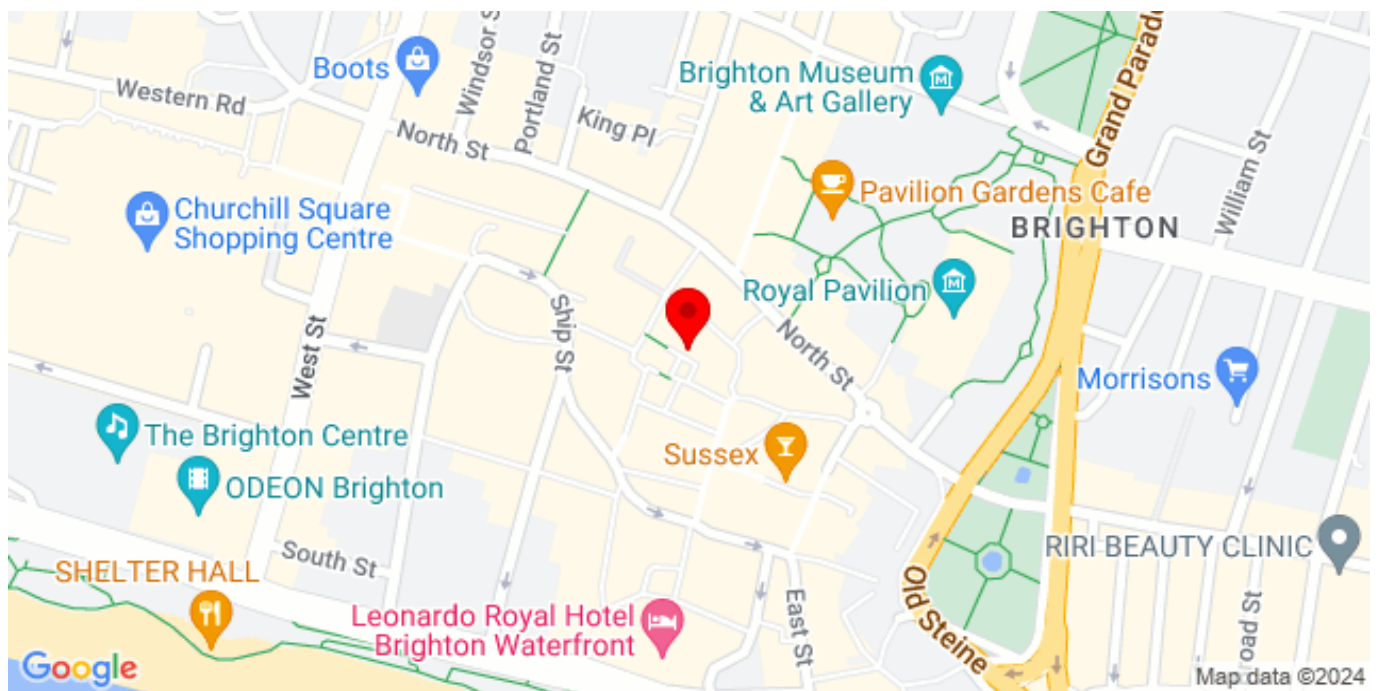 Boots
Western Rd
Windsor S
Portland St
King Pl
North St
Brighton Museum
& Art Gallery
Grand Parade
William St
Pavilion Gardens Cafe
BRIGHTON
Churchill Square
Shopping Centre
Royal Pavilion
West St
Ship St
North St
Morrisons
The Brighton Centre
ODEON Brighton
Sussex
South St
SHELTER HALL
RIRI BEAUTY CLINIC
Leonardo Royal Hotel
Brighton Waterfront
East St
Old Steine
road St
Google
Map data ©2024